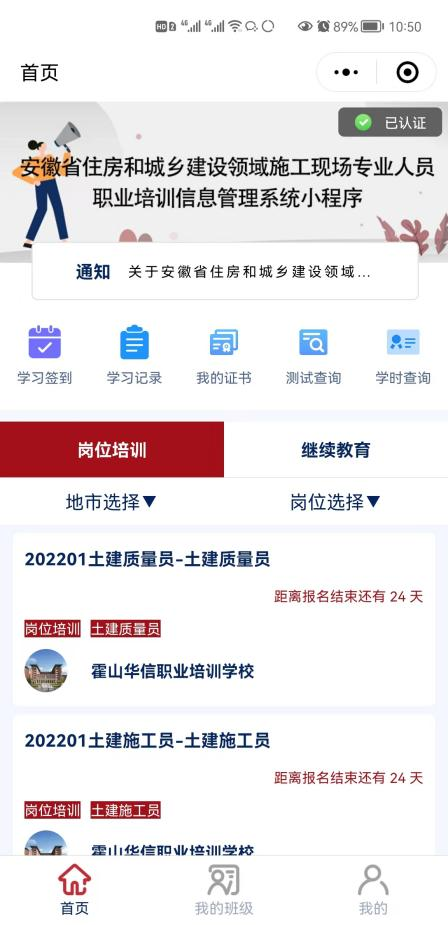 89% 10:50
首页
已认证
安徽省住房和城乡建设领域施工现场专业人员
职业培训信息管理系统小程序
通知 关于安徽省住房和城乡建设领域...
学习签到 学习记录 我的证书 测试查询 学时查询
岗位培训 继续教育
地市选择▼ 岗位选择▼
202201土建质量员-土建质量员
距离报名结束还有 24 天
岗位培训 土建质量员
霍山华信职业培训学校
202201土建施工员-土建施工员
距离报名结束还有 24 天
岗位培训 土建施工员
霍山华信职业培训学校
首页 我的班级 我的